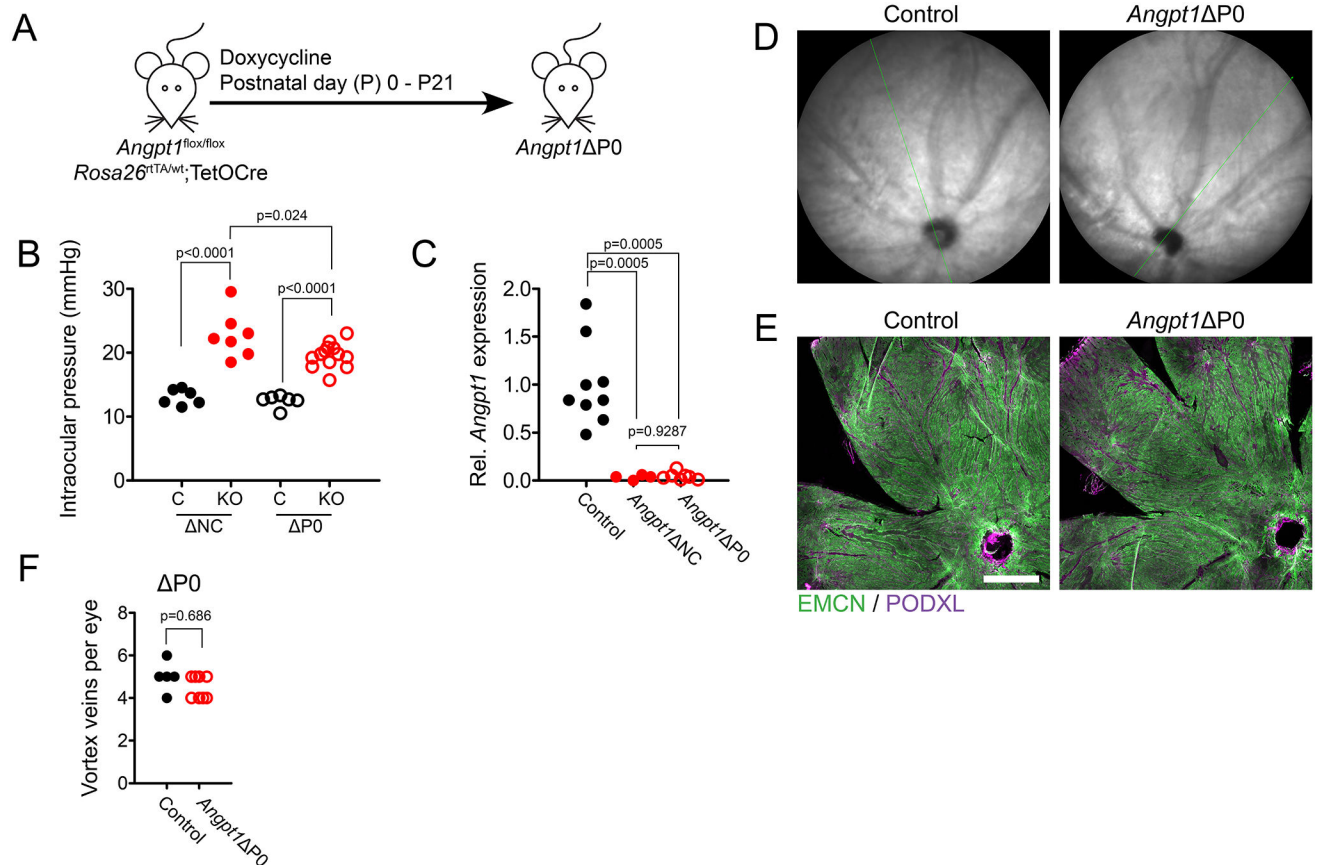 A
Doxycycline
Postnatal day (P) 0 - P21
Angpt1flox/flox
Rosa26rtTA/wt;TetOCre
Angpt1ΔP0
B
Intraocular pressure (mmHg)
30
20
10
0
p<0.0001
p=0.024
p<0.0001
C
KO
C
KO
ΔNC
ΔP0
C
Rel. Angpt1 expression
2.0
1.5
1.0
0.5
0.0
p=0.0005
p=0.0005
p=0.9287
Control
Angpt1ΔNC
Angpt1ΔP0
D
Control
Angpt1ΔP0
E
Control
Angpt1ΔP0
EMCN / PODXL
F
ΔP0
p=0.686
Vortex veins per eye
8
6
4
2
0
Control
Angpt1ΔP0